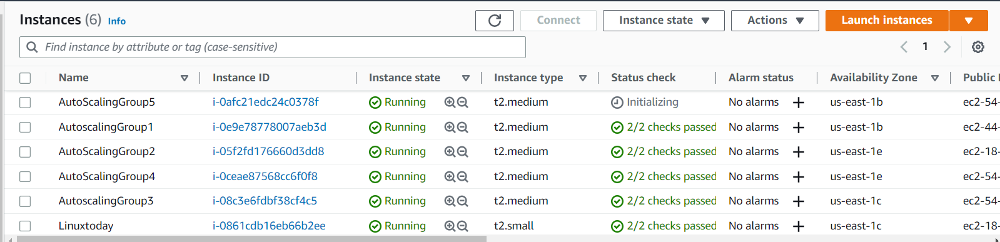 Instances (6) Info Connect Instance state Actions Launch instances
Find instance by attribute or tag (case-sensitive) 1
Name Instance ID Instance state Instance type Status check Alarm status Availability Zone Public
AutoScalingGroup5 i-0afc21edc24c0378f Running t2.medium Initializing No alarms us-east-1b ec2-54-
AutoscalingGroup1 i-0e9e78778007aeb3d Running t2.medium 2/2 checks passed No alarms us-east-1b ec2-44-
AutoScalingGroup2 i-05f2fd176660d3dd8 Running t2.medium 2/2 checks passed No alarms us-east-1e ec2-18-
AutoScalingGroup4 i-0ceae87568cc6f0f8 Running t2.medium 2/2 checks passed No alarms us-east-1e ec2-54-
AutoscalingGroup3 i-08c3e6fdbf38cf4c5 Running t2.medium 2/2 checks passed No alarms us-east-1c ec2-54-
Linuxtoday i-0861cdb16eb66b2ee Running t2.small 2/2 checks passed No alarms us-east-1c ec2-18-